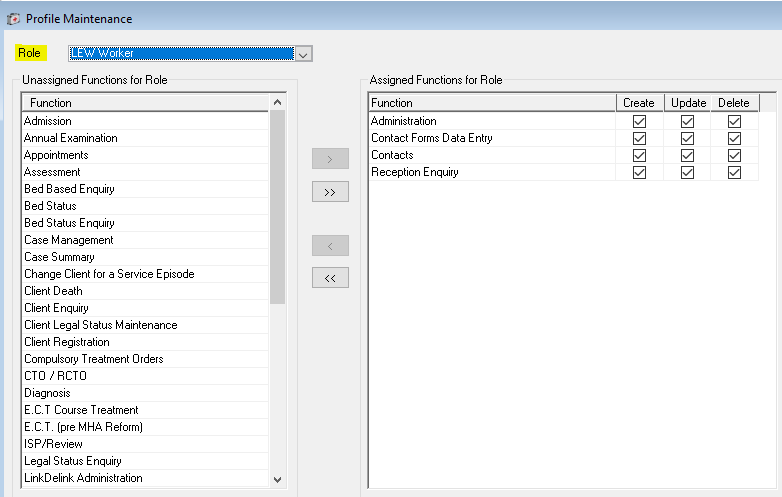 Profile Maintenance
Role LEW Worker
Unassigned Functions for Role
Function
Admission
Annual Examination
Appointments
Assessment
Bed Based Enquiry
Bed Status
Bed Status Enquiry
Case Management
Case Summary
Change Client for a Service Episode
Client Death
Client Enquiry
Client Legal Status Maintenance
Client Registration
Compulsory Treatment Orders
CTO / RCTO
Diagnosis
E.C.T Course Treatment
E.C.T. (pre MHA Reform)
ISP/Review
Legal Status Enquiry
LinkDelink Administration
>
>>
<
<<
Assigned Functions for Role
Function Create Update Delete
Administration
Contact Forms Data Entry
Contacts
Reception Enquiry